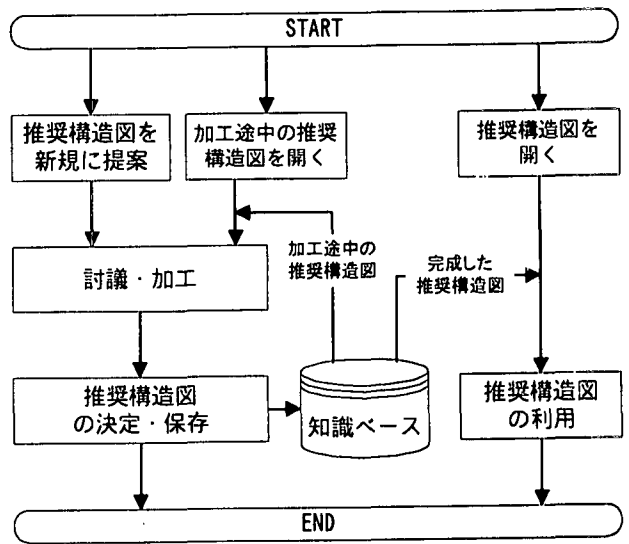 START
推奨構造図を
新規に提案
加工途中の推奨
構造図を開く
推奨構造図を
開く
討議・加工
加工途中の
推奨構造図
完成した
推奨構造図
推奨構造図
の決定・保存
知識ベース
推奨構造図
の利用
END